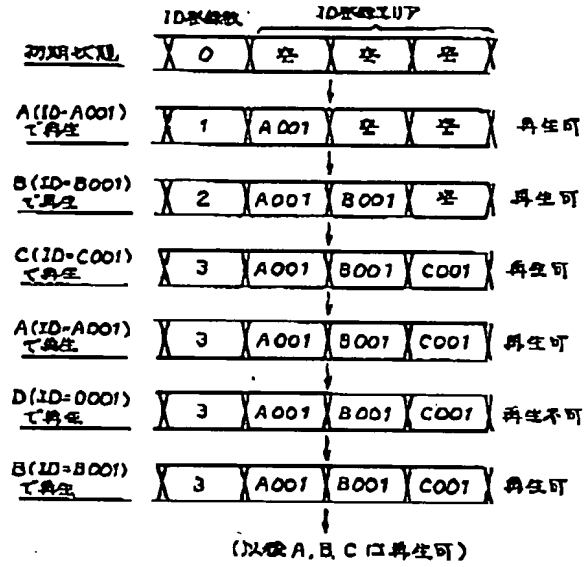 ID登録数 ID登録エリア
初期状態 0 空 空 空
A(ID=A001)
で再生 1 A001 空 空 再生可
B(ID=B001)
で再生 2 A001 B001 空 再生可
C(ID=C001)
で再生 3 A001 B001 C001 再生可
A(ID=A001)
で再生 3 A001 B001 C001 再生可
D(ID=D001)
で再生 3 A001 B001 C001 再生不可
B(ID=B001)
で再生 3 A001 B001 C001 再生可
(以後A,B,Cは再生可)